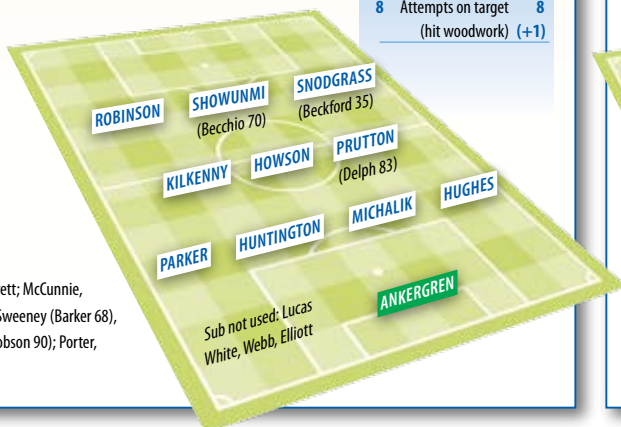 8 Attempts on target 8
(hit woodwork) (+1)
ROBINSON SHOWUNMI SNODGRASS
(Becchio 70) (Beckford 35)
KILKENNY HOWSON PRUTTON
(Delph 83)
PARKER HUNTINGTON MICHALIK HUGHES
ANKERGREN
Sub not used: Lucas
White, Webb, Elliott
McCunnie,
Sweeney (Barker 68),
90); Porter,